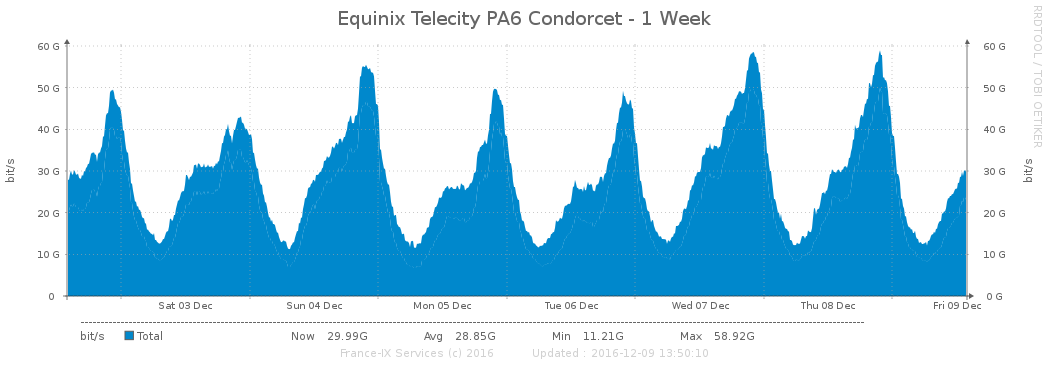 Equinix Telecity PA6 Condorcet - 1 Week
RRDTOOL / TOBI OETIKER
bit/s
60 G
50 G
40 G
30 G
20 G
10 G
0
60 G
50 G
40 G
30 G
20 G
10 G
0 G
bit/s
Sat 03 Dec Sun 04 Dec Mon 05 Dec Tue 06 Dec Wed 07 Dec Thu 08 Dec Fri 09 Dec
bit/s Total Now 29.99G Avg 28.85G Min 11.21G Max 58.92G
France-IX Services (c) 2016 Updated : 2016-12-09 13:50:10